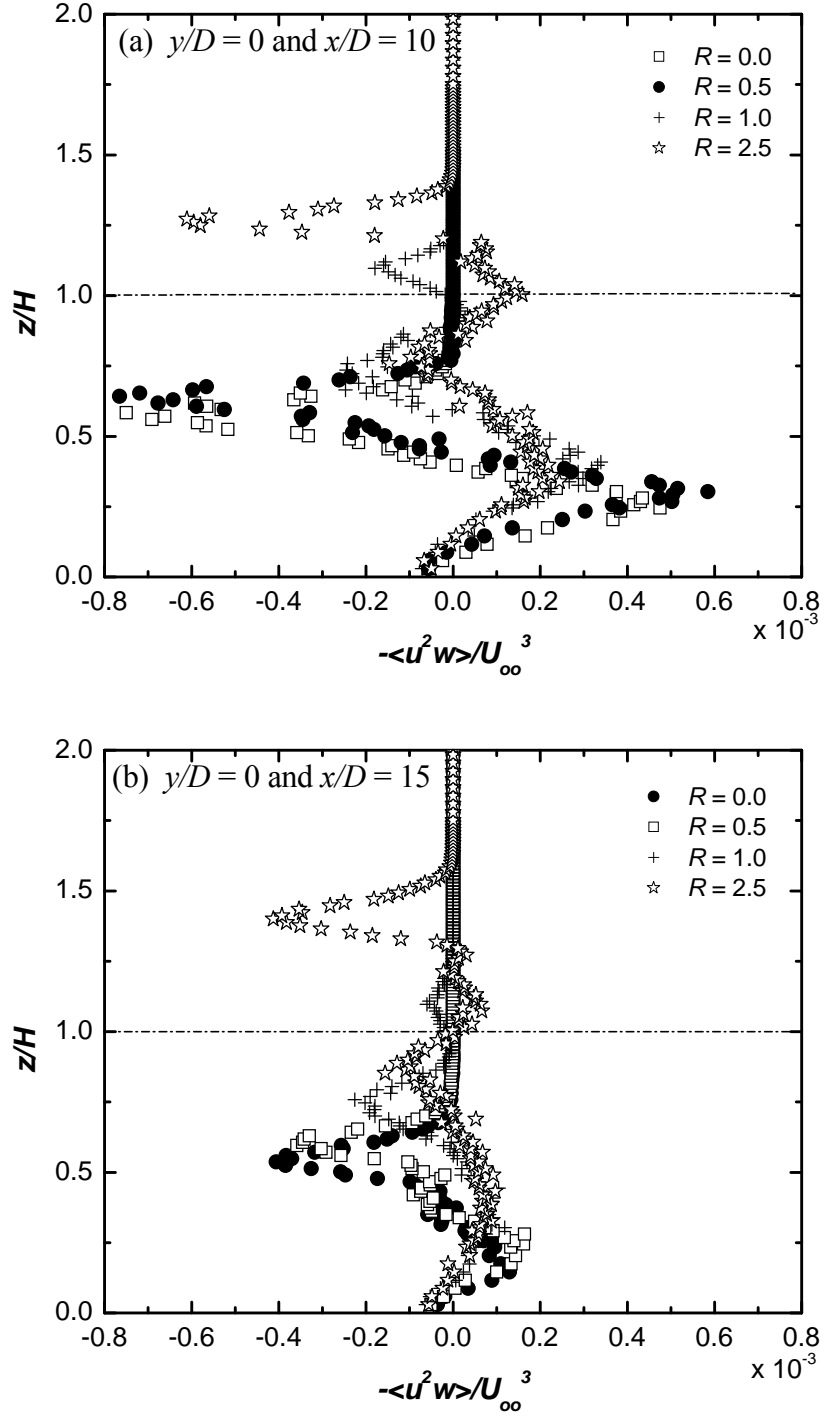 (a) y/D = 0 and x/D = 10
R = 0.0
R = 0.5
R = 1.0
R = 2.5
2.0
1.5
1.0
0.5
0.0
z/H
-0.8 -0.6 -0.4 -0.2 0.0 0.2 0.4 0.6 0.8
x 10⁻³
-<u²w>/U_oo³
(b) y/D = 0 and x/D = 15
R = 0.0
R = 0.5
R = 1.0
R = 2.5
2.0
1.5
1.0
0.5
0.0
z/H
-0.8 -0.6 -0.4 -0.2 0.0 0.2 0.4 0.6 0.8
x 10⁻³
-<u²w>/U_oo³